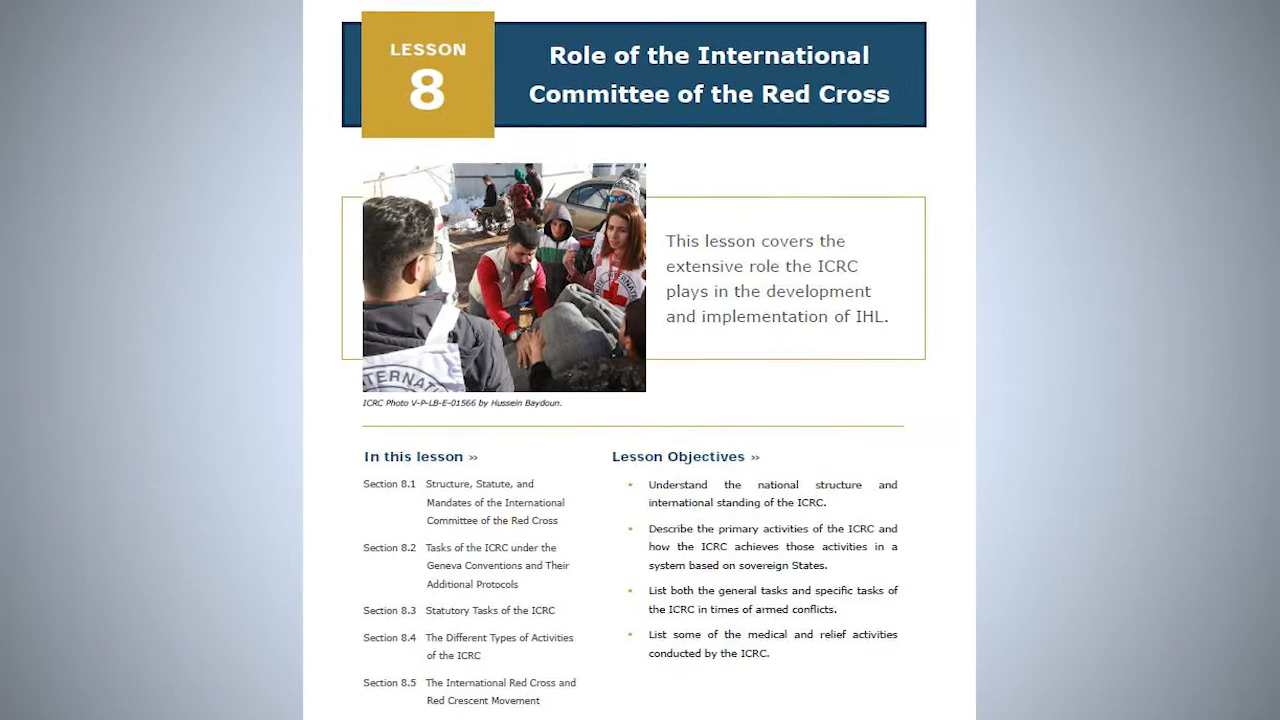 LESSON
8
Role of the International
Committee of the Red Cross
This lesson covers the
extensive role the ICRC
plays in the development
and implementation of IHL.
ICRC Photo V-P-LB-E-01566 by Hussein Baydoun.
In this lesson »
Section 8.1 Structure, Statute, and
Mandates of the International
Committee of the Red Cross
Section 8.2 Tasks of the ICRC under the
Geneva Conventions and Their
Additional Protocols
Section 8.3 Statutory Tasks of the ICRC
Section 8.4 The Different Types of Activities
of the ICRC
Section 8.5 The International Red Cross and
Red Crescent Movement
Lesson Objectives »
• Understand the national structure and
international standing of the ICRC.
• Describe the primary activities of the ICRC and
how the ICRC achieves those activities in a
system based on sovereign States.
• List both the general tasks and specific tasks of
the ICRC in times of armed conflicts.
• List some of the medical and relief activities
conducted by the ICRC.